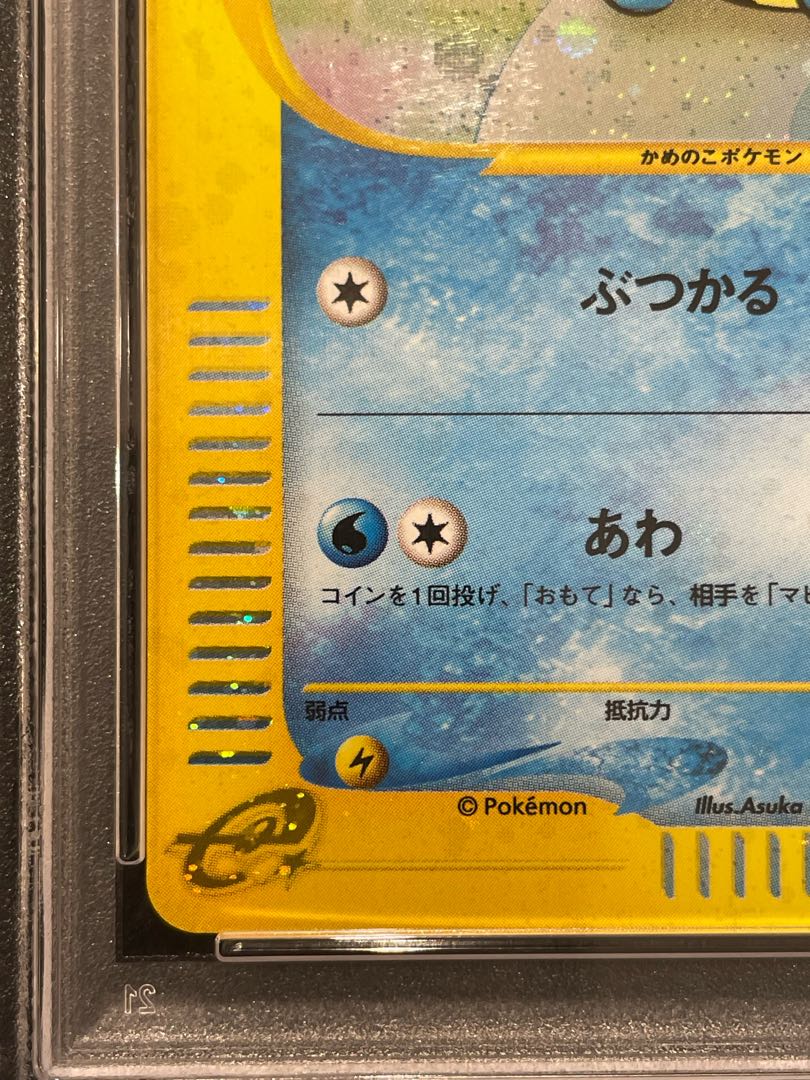 かめのこポケモン
ぶつかる
あわ
コインを1回投げ、「おもて」なら、相手を「マ
弱点 抵抗力
© Pokémon Illus.Asuka
21